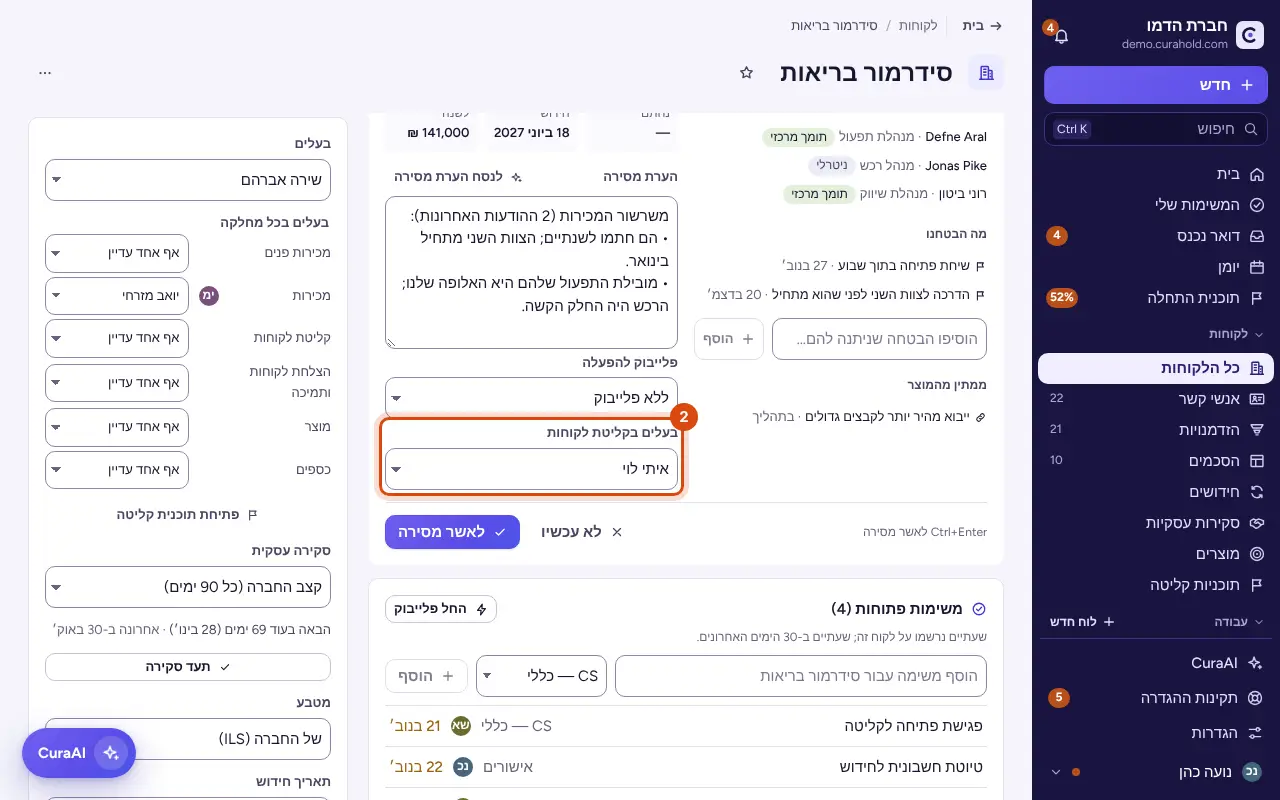 חברת הדמו
demo.curahold.com
4
חדש
חיפוש
Ctrl K
בית
המשימות שלי
דואר נכנס
4
יומן
תוכנית התחלה
52%
לקוחות
כל הלקוחות
אנשי קשר
22
הזדמנויות
21
הסכמים
10
חידושים
סקירות עסקיות
מוצרים
תוכניות קליטה
עבודה
לוח חדש
CuraAI
תקינות ההגדרה
5
הגדרות
נכ
נועה כהן
בית
לקוחות / סידרמור בריאות
סידרמור בריאות
Defne Aral · מנהלת תפעול תומך מרכזי
Jonas Pike · מנהל רכש ניטרלי
רוני ביטון · מנהלת שיווק תומך מרכזי
מה הבטחנו
שיחת פתיחה בתוך שבוע · 27 בנוב׳
הדרכה לצוות השני לפני שהוא מתחיל · 20 בדצמ׳
הוסיפו הבטחה שניתנה להם...
הוסף
ממתין מהמוצר
ייבוא מהיר יותר לקבצים גדולים · בתהליך
—
18 ביוני 2027
141,000 ₪
הערת מסירה
לנסח הערת מסירה
משרשור המכירות (2 ההודעות האחרונות):
• הם חתמו לשנתיים; הצוות השני מתחיל
בינואר.
• מובילת התפעול שלהם היא האלופה שלנו;
הרכש היה החלק הקשה.
פלייבוק להפעלה
ללא פלייבוק
2
בעלים בקליטת לקוחות
איתי לוי
Ctrl+Enter לאשר מסירה
לא עכשיו
לאשר מסירה
משימות פתוחות (4)
החל פלייבוק
שעתיים נרשמו על לקוח זה; שעתיים ב-30 הימים האחרונים.
הוסף משימה עבור סידרמור בריאות
CS — כללי
הוסף
פגישת פתיחה לקליטה
CS — כללי
שא
21 בנוב׳
טיוטת חשבונית לחידוש
אישורים
נכ
22 בנוב׳
בעלים
שירה אברהם
בעלים בכל מחלקה
מכירות פנים
אף אחד עדיין
מכירות
ימ
יואב מזרחי
קליטת לקוחות
אף אחד עדיין
הצלחת לקוחות
ותמיכה
אף אחד עדיין
מוצר
אף אחד עדיין
כספים
אף אחד עדיין
פתיחת תוכנית קליטה
סקירה עסקית
קצב החברה (כל 90 ימים)
הבאה בעוד 69 ימים (28 בינו׳) · אחרונה ב-30 באוק׳
תעד סקירה
מטבע
של החברה (ILS)
תאריך חידוש
CuraAI